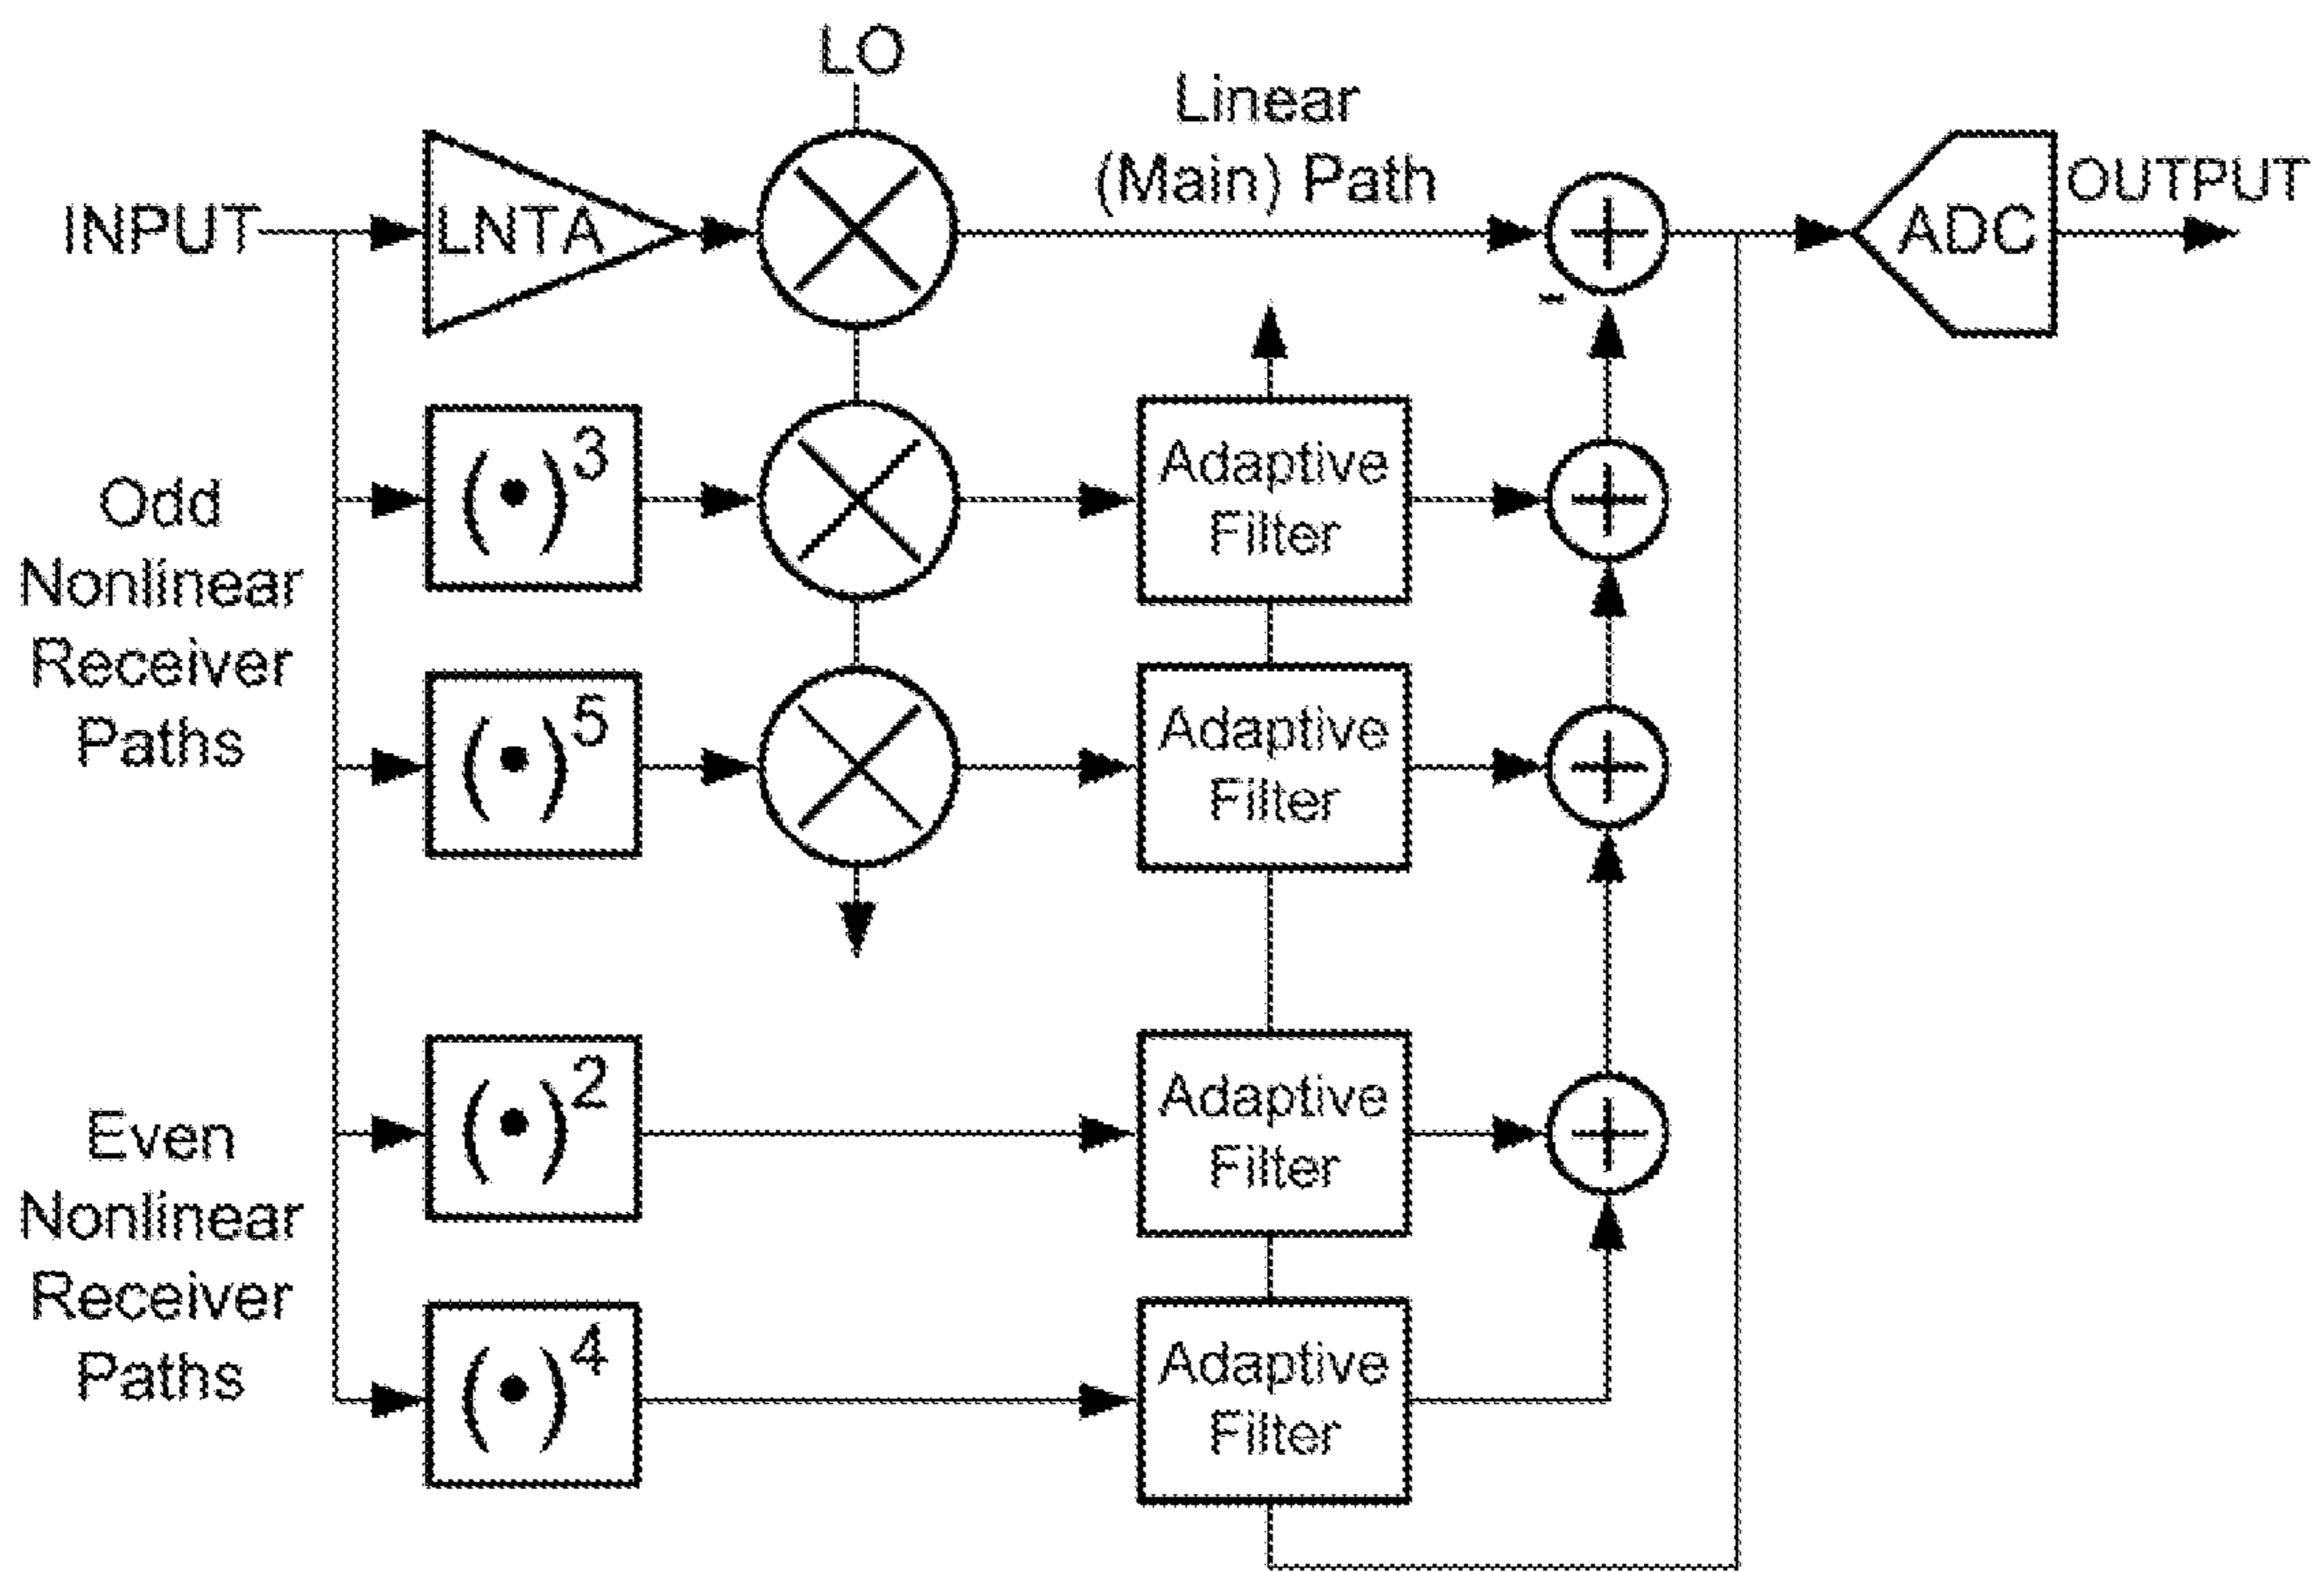 LO
Linear
(Main) Path
INPUT
LNTA
-
ADC
OUTPUT
Odd
Nonlinear
Receiver
Paths
(•)3
Adaptive
Filter
(•)5
Adaptive
Filter
Even
Nonlinear
Receiver
Paths
(•)2
Adaptive
Filter
(•)4
Adaptive
Filter